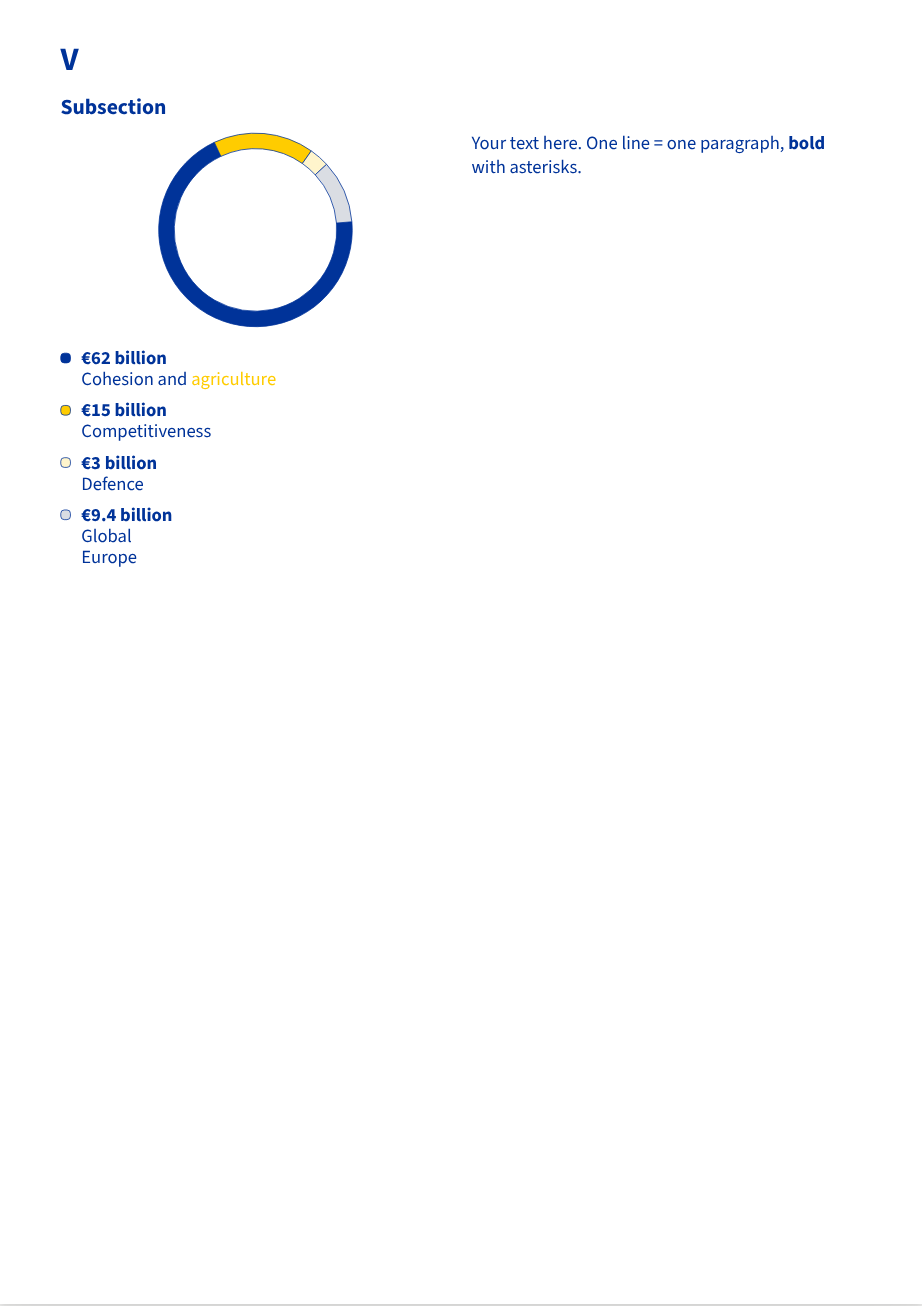 V
Subsection
Your text here. One line = one paragraph, bold
with asterisks.
€62 billion
Cohesion and agriculture
€15 billion
Competitiveness
€3 billion
Defence
€9.4 billion
Global
Europe